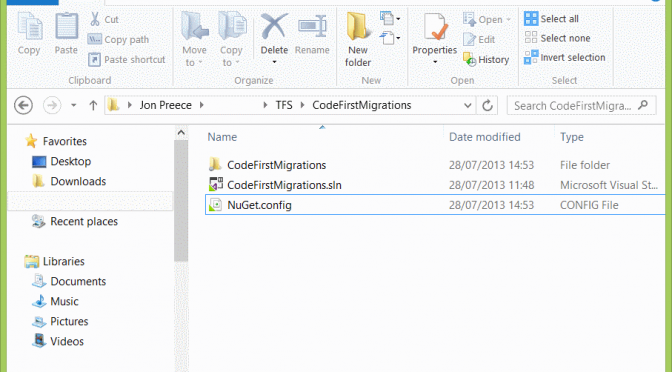 Copy
Paste
Cut
Copy path
Paste shortcut
Clipboard
Move to
Copy to
Delete
Rename
Organize
New folder
New
Properties
Open
Edit
History
Open
Select all
Select none
Invert selection
Select
Jon Preece TFS CodeFirstMigrations
Search CodeFirstMigra...
Name Date modified Type
Favorites
Desktop
Downloads
Recent places
Libraries
Documents
Music
Pictures
Videos
CodeFirstMigrations 28/07/2013 14:53 File folder
CodeFirstMigrations.sln 28/07/2013 11:48 Microsoft Visual St...
NuGet.config 28/07/2013 14:53 CONFIG File